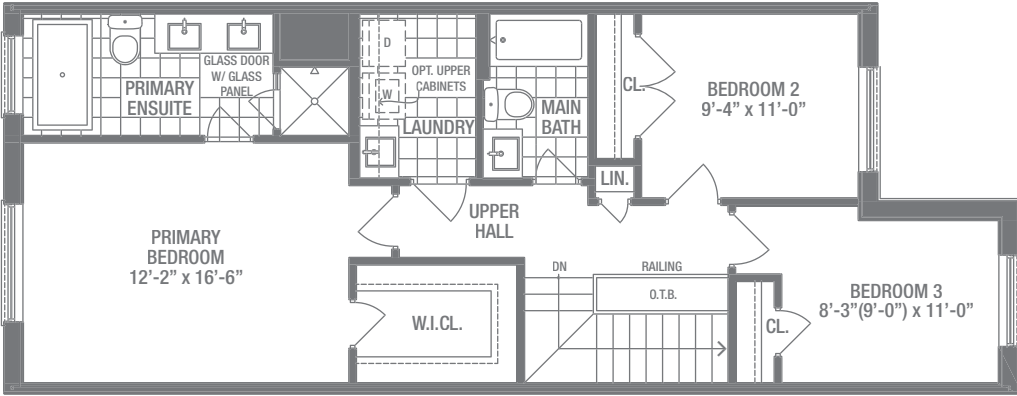 PRIMARY
ENSUITE
GLASS DOOR
W/ GLASS
PANEL
D
W
OPT. UPPER
CABINETS
LAUNDRY
MAIN
BATH
CL.
BEDROOM 2
9'-4" x 11'-0"
LIN.
UPPER
HALL
PRIMARY
BEDROOM
12'-2" x 16'-6"
W.I.CL.
DN
RAILING
O.T.B.
CL.
BEDROOM 3
8'-3"(9'-0") x 11'-0"